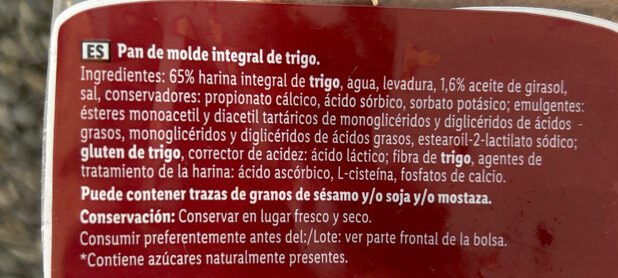 ES Pan de molde integral de trigo.
Ingredientes: 65% harina integral de trigo, agua, levadura, 1,6% aceite de girasol,
sal, conservadores: propionato cálcico, ácido sórbico, sorbato potásico; emulgentes:
ésteres monoacetil y diacetil tartáricos de monoglicéridos y diglicéridos de ácidos
grasos, monoglicéridos y diglicéridos de ácidos grasos, estearoil-2-lactilato sódico;
gluten de trigo, corrector de acidez: ácido láctico; fibra de trigo, agentes de
tratamiento de la harina: ácido ascórbico, L-cisteína, fosfatos de calcio.
Puede contener trazas de granos de sésamo y/o soja y/o mostaza.
Conservación: Conservar en lugar fresco y seco.
Consumir preferentemente antes del:/Lote: ver parte frontal de la bolsa.
*Contiene azúcares naturalmente presentes.